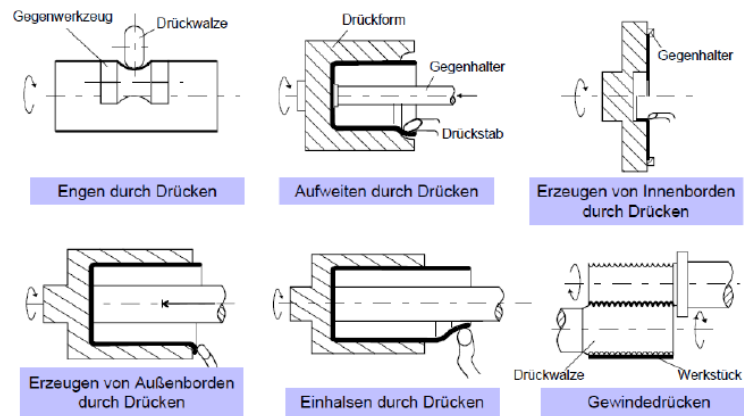 Gegenwerkzeug
Drückwalze
Drückform
Gegenhalter
Drückstab
Gegenhalter
Engen durch Drücken
Aufweiten durch Drücken
Erzeugen von Innenborden
durch Drücken
Drückwalze
Werkstück
Erzeugen von Außenborden
durch Drücken
Einhalsen durch Drücken
Gewindedrücken